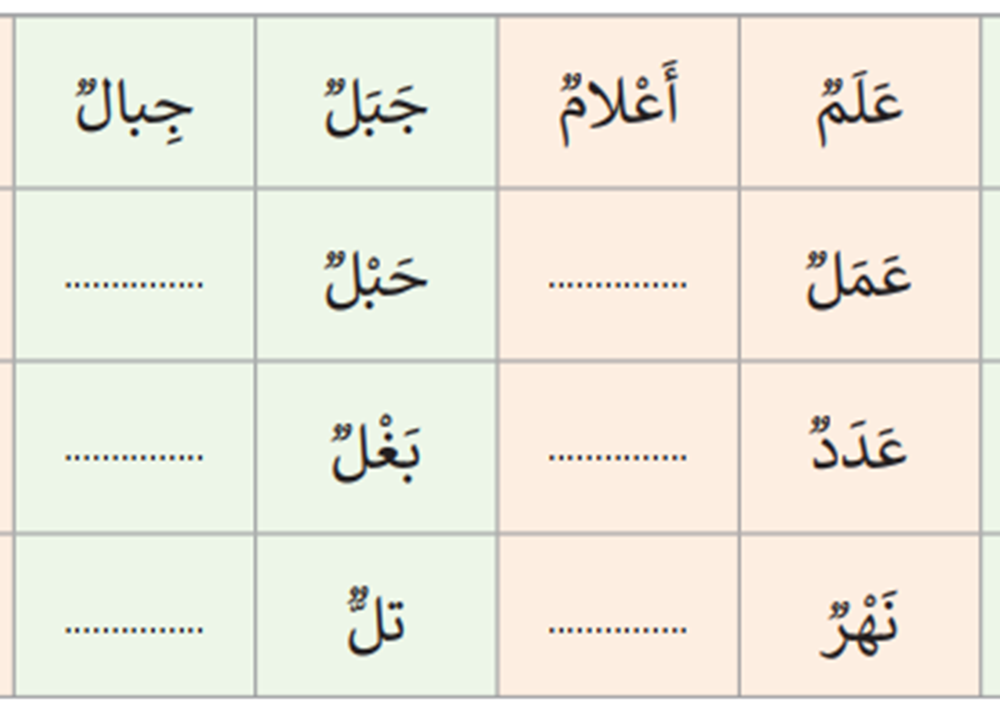 عَلَمٌ أَعْلامٌ جَبَلٌ جِبالٌ
عَمَلٌ ............... حَبْلٌ ...............
عَدَدٌ ............... بَغْلٌ ...............
نَهْرٌ ............... تلٌّ ...............